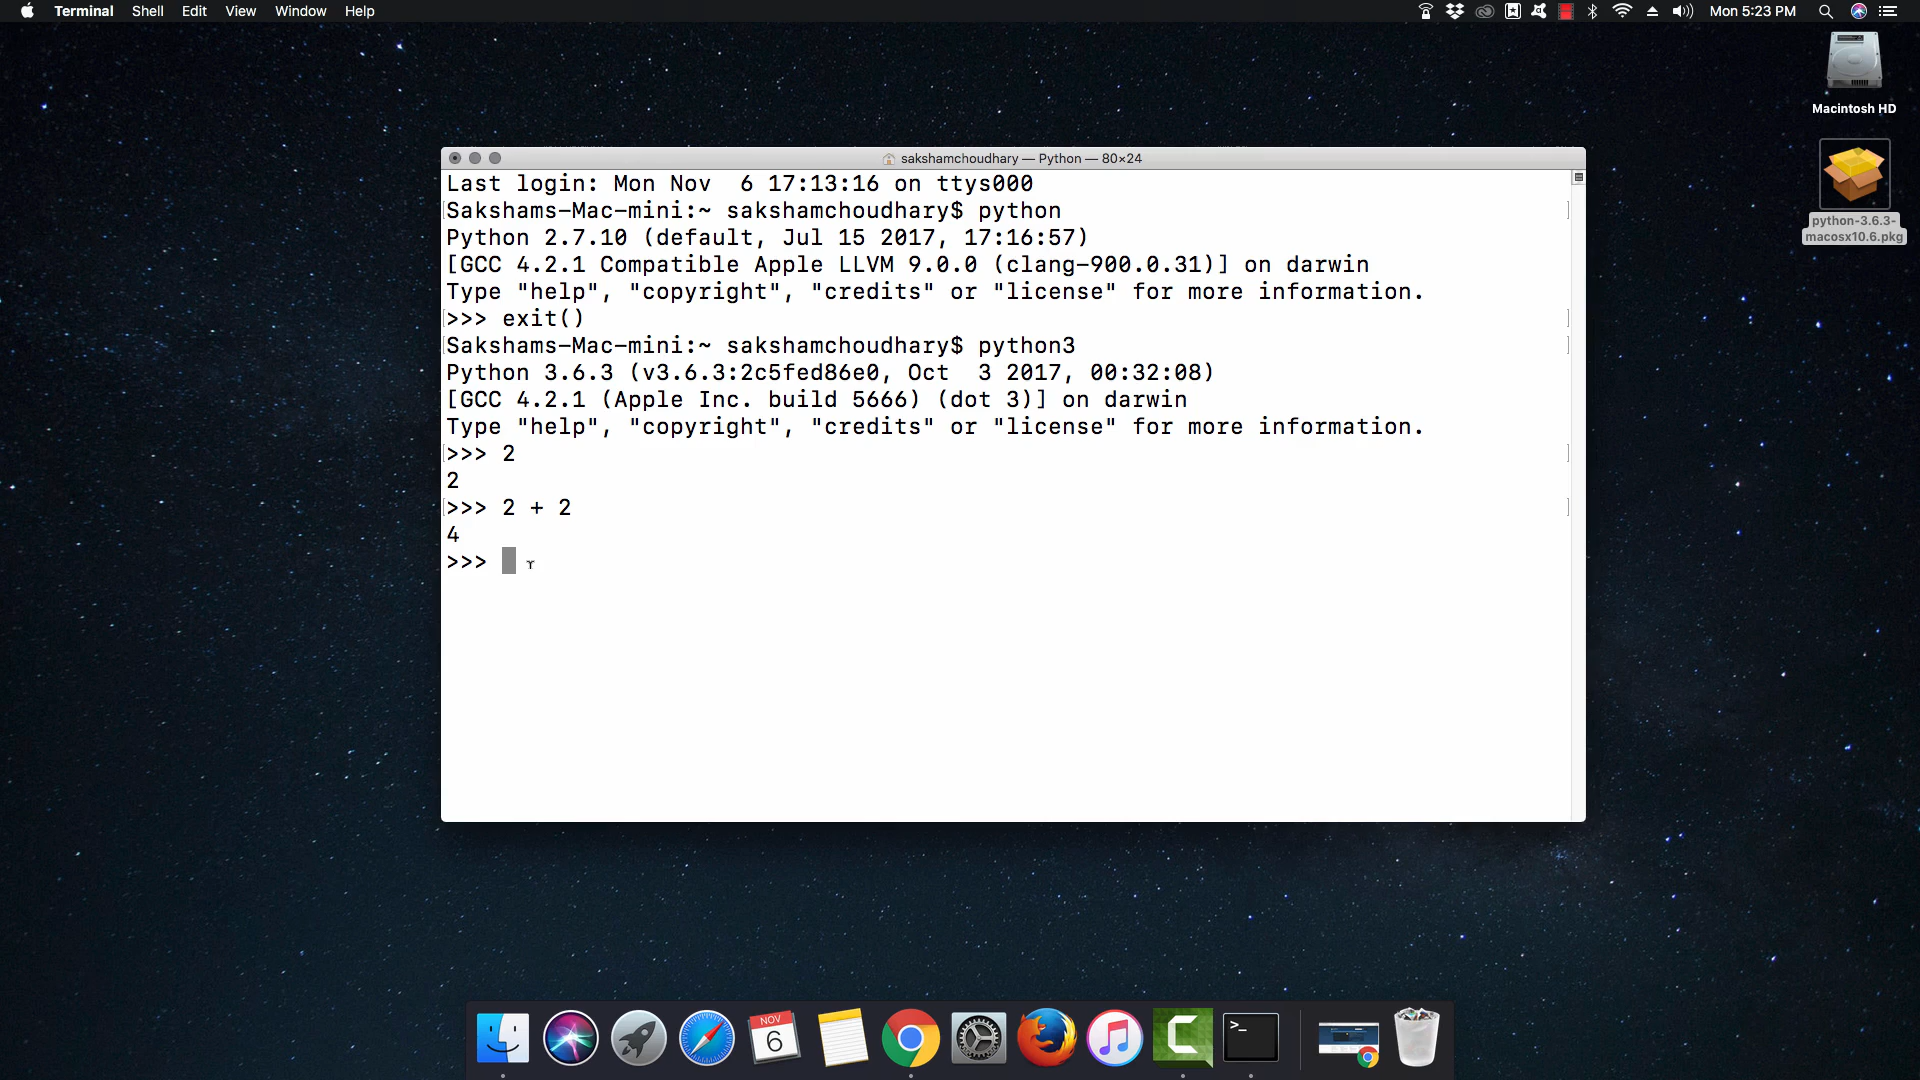 Terminal Shell Edit View Window Help
Mon 5:23 PM
Macintosh HD
python-3.6.3-
macosx10.6.pkg
sakshamchoudhary — Python — 80×24
Last login: Mon Nov  6 17:13:16 on ttys000
[Sakshams-Mac-mini:~ sakshamchoudhary$ python ]
Python 2.7.10 (default, Jul 15 2017, 17:16:57)
[GCC 4.2.1 Compatible Apple LLVM 9.0.0 (clang-900.0.31)] on darwin
Type "help", "copyright", "credits" or "license" for more information.
[>>> exit() ]
[Sakshams-Mac-mini:~ sakshamchoudhary$ python3 ]
Python 3.6.3 (v3.6.3:2c5fed86e0, Oct  3 2017, 00:32:08)
[GCC 4.2.1 (Apple Inc. build 5666) (dot 3)] on darwin
Type "help", "copyright", "credits" or "license" for more information.
[>>> 2 ]
2
[>>> 2 + 2 ]
4
>>>
NOV
6
>_